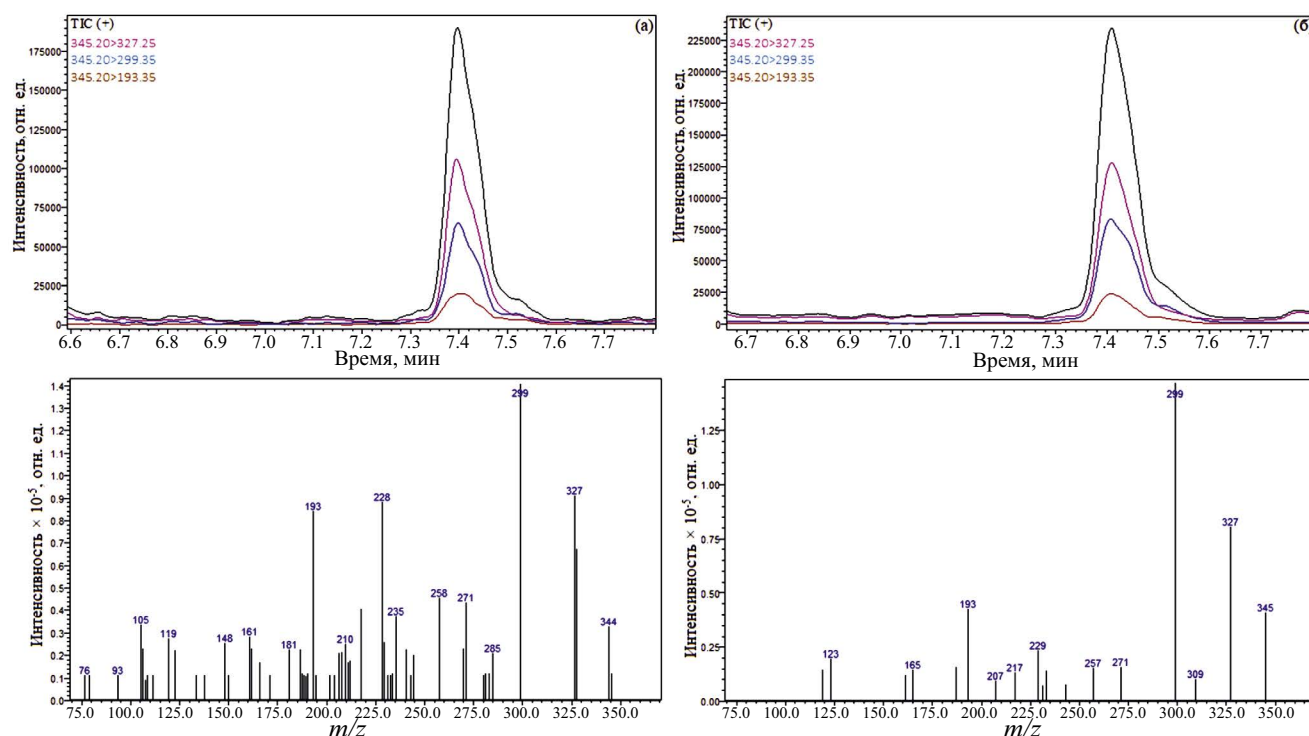 TIC (+)
(а)
345.20>327.25
345.20>299.35
345.20>193.35
Интенсивность, отн. ед.
175000
150000
125000
100000
75000
50000
25000
0
6.6 6.7 6.8 6.9 7.0 7.1 7.2 7.3 7.4 7.5 7.6 7.7
Время, мин
TIC (+)
(б)
345.20>327.25
345.20>299.35
345.20>193.35
Интенсивность, отн. ед.
225000
200000
175000
150000
125000
100000
75000
50000
25000
0
6.7 6.8 6.9 7.0 7.1 7.2 7.3 7.4 7.5 7.6 7.7
Время, мин
Интенсивность × 10⁻⁵, отн. ед.
1.4
1.3
1.2
1.1
1.0
0.9
0.8
0.7
0.6
0.5
0.4
0.3
0.2
0.1
0.0
76 93 105 119 148 161 181 193 210 228 235 258 271 285 299 327 344
75.0 100.0 125.0 150.0 175.0 200.0 225.0 250.0 275.0 300.0 325.0 350.0
m/z
Интенсивность × 10⁻⁵, отн. ед.
1.25
1.00
0.75
0.50
0.25
0.00
123 165 193 207 217 229 257 271 299 309 327 345
75.0 100.0 125.0 150.0 175.0 200.0 225.0 250.0 275.0 300.0 325.0 350.0
m/z